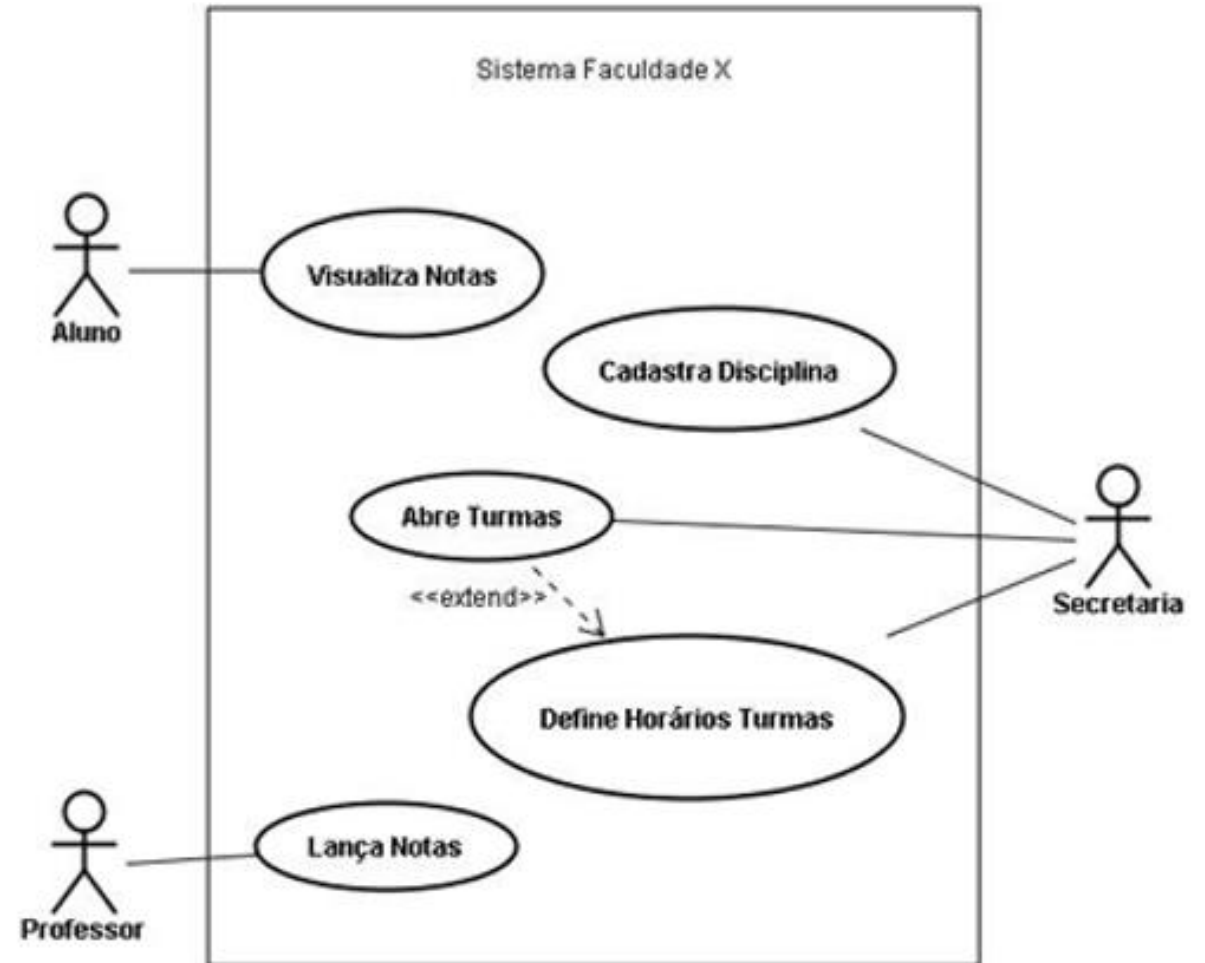 Sistema Faculdade X
Visualiza Notas
Aluno
Cadastra Disciplina
Abre Turmas
<<extend>>
Secretaria
Define Horários Turmas
Lança Notas
Professor